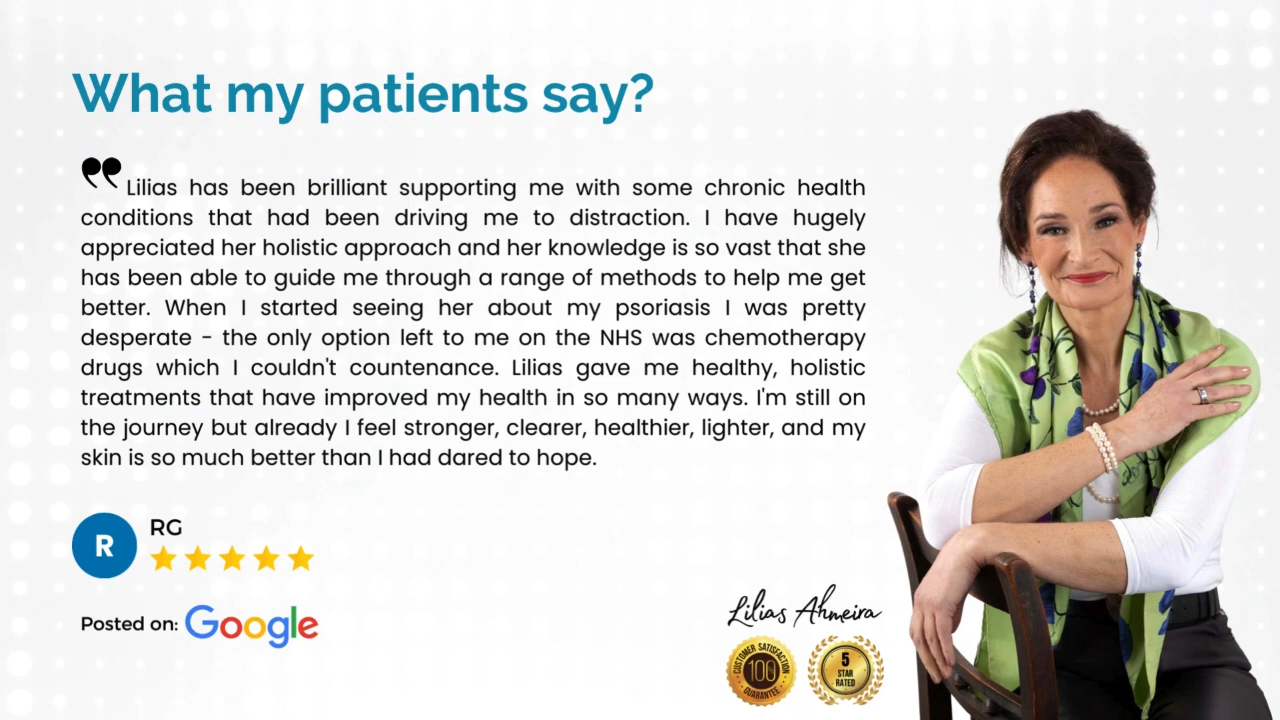 What my patients say?
Lilias has been brilliant supporting me with some chronic health
conditions that had been driving me to distraction. I have hugely
appreciated her holistic approach and her knowledge is so vast that she
has been able to guide me through a range of methods to help me get
better. When I started seeing her about my psoriasis I was pretty
desperate - the only option left to me on the NHS was chemotherapy
drugs which I couldn't countenance. Lilias gave me healthy, holistic
treatments that have improved my health in so many ways. I'm still on
the journey but already I feel stronger, clearer, healthier, lighter, and my
skin is so much better than I had dared to hope.
R
RG
Posted on: Google
Lilias Ahmeira
CUSTOMER SATISFACTION
100
GUARANTEE
5
STAR
RATED